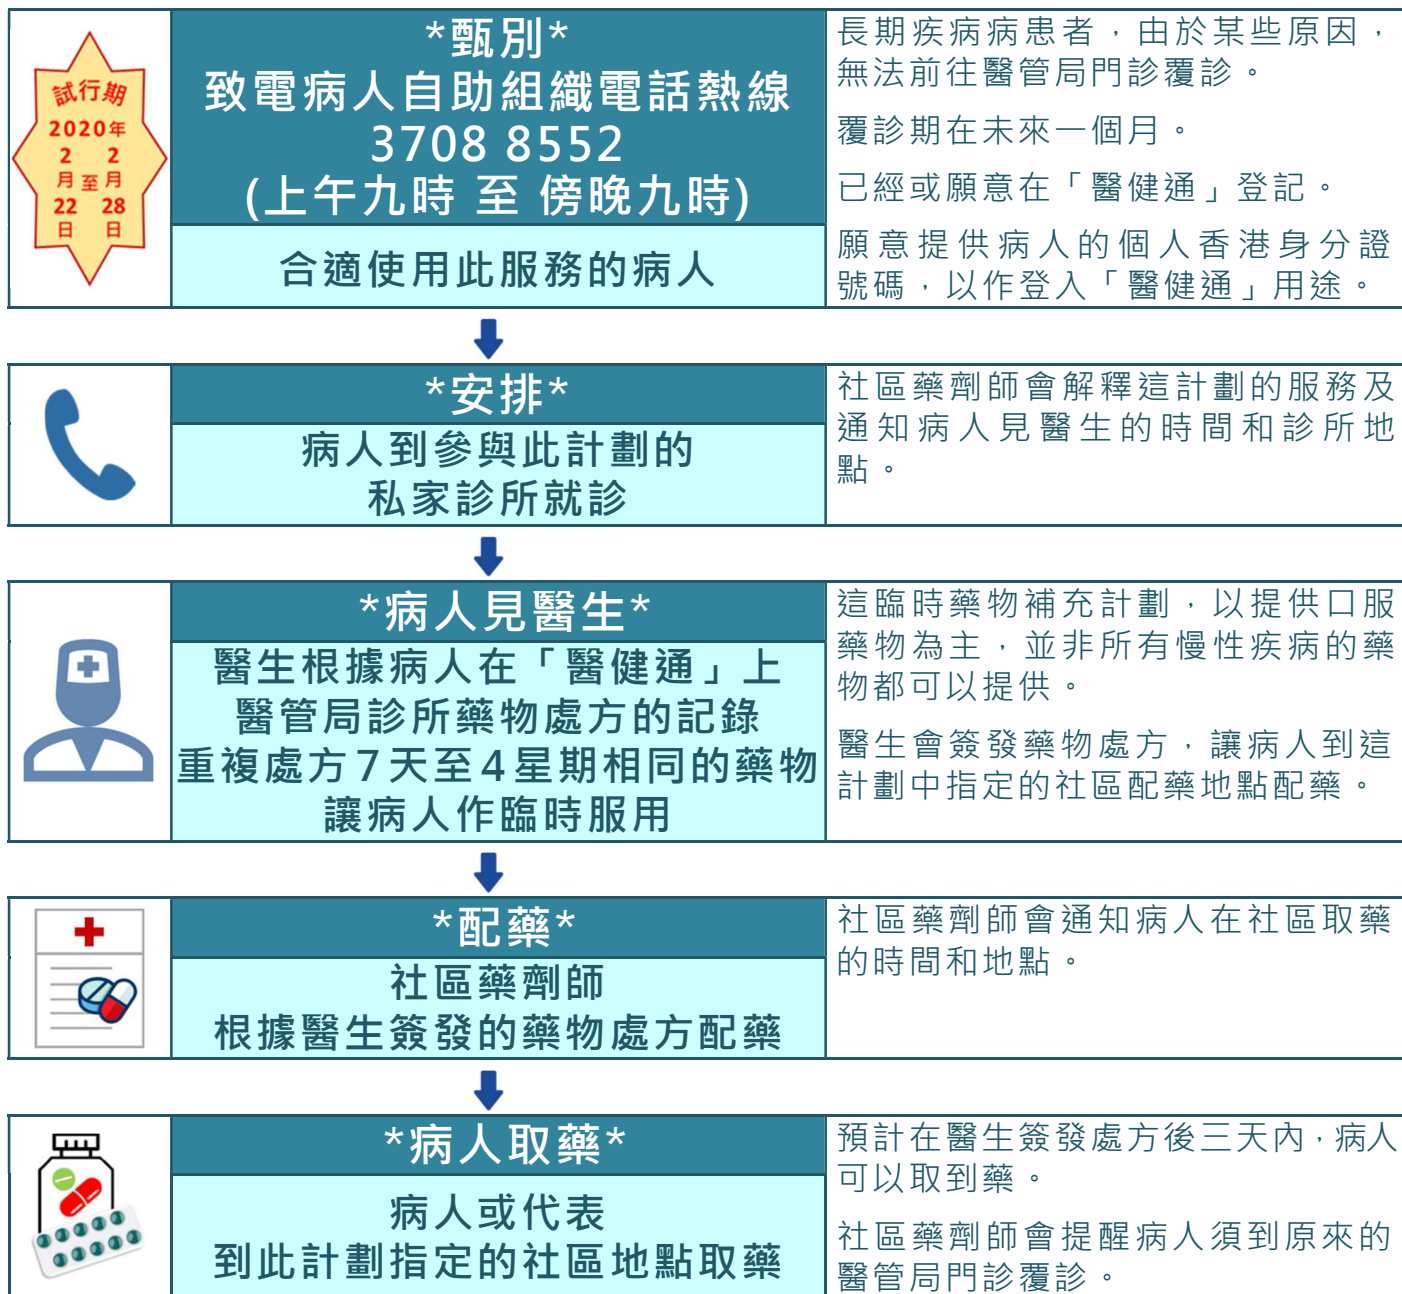 試行期
2020年
2 2
月至月
22 28
日 日
*甄別*
致電病人自助組織電話熱線
3708 8552
(上午九時 至 傍晚九時)
合適使用此服務的病人
長期疾病病患者，由於某些原因，
無法前往醫管局門診覆診。
覆診期在未來一個月。
已經或願意在「醫健通」登記。
願意提供病人的個人香港身分證
號碼，以作登入「醫健通」用途。
*安排*
病人到參與此計劃的
私家診所就診
社區藥劑師會解釋這計劃的服務及
通知病人見醫生的時間和診所地
點。
*病人見醫生*
醫生根據病人在「醫健通」上
醫管局診所藥物處方的記錄
重複處方7天至4星期相同的藥物
讓病人作臨時服用
這臨時藥物補充計劃，以提供口服
藥物為主，並非所有慢性疾病的藥
物都可以提供。
醫生會簽發藥物處方，讓病人到這
計劃中指定的社區配藥地點配藥。
*配藥*
社區藥劑師
根據醫生簽發的藥物處方配藥
社區藥劑師會通知病人在社區取藥
的時間和地點。
*病人取藥*
病人或代表
到此計劃指定的社區地點取藥
預計在醫生簽發處方後三天內，病人
可以取到藥。
社區藥劑師會提醒病人須到原來的
醫管局門診覆診。